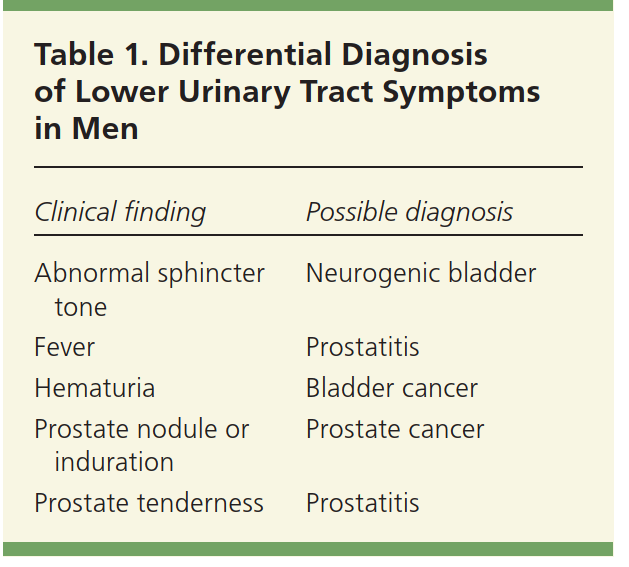 Table 1. Differential Diagnosis
of Lower Urinary Tract Symptoms
in Men
Clinical finding Possible diagnosis
Abnormal sphincter Neurogenic bladder
tone
Fever Prostatitis
Hematuria Bladder cancer
Prostate nodule or Prostate cancer
induration
Prostate tenderness Prostatitis